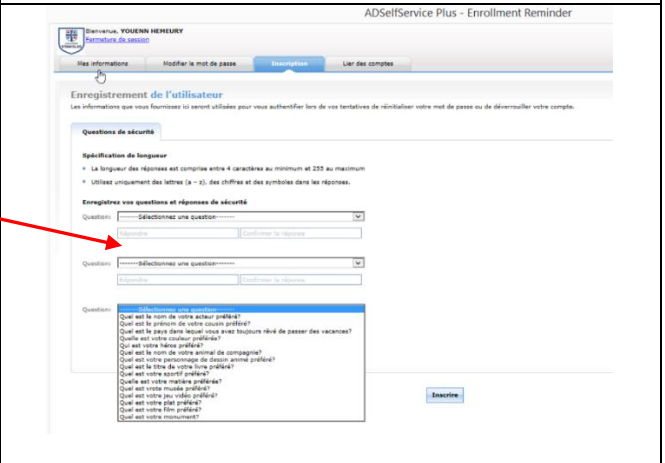 ADSelfService Plus - Enrollment Reminder
Bienvenue, YOUENN HEMEURY
Fermeture de session
Mes informations Modifier le mot de passe Inscription Lier des comptes
Enregistrement de l'utilisateur
Les informations que vous fournissez ici seront utilisées pour vous authentifier lors de vos tentatives de réinitialiser votre mot de passe ou de déverrouiller votre compte.
Questions de sécurité
Spécification de longueur
La longueur des réponses est comprise entre 4 caractères au minimum et 255 au maximum
Utilisez uniquement des lettres (a - z), des chiffres et des symboles dans les réponses.
Enregistrez vos questions et réponses de sécurité
Question: -------Sélectionnez une question-------
Répondre Confirmer la réponse
Question: -------Sélectionnez une question-------
Répondre Confirmer la réponse
Question: -------Sélectionnez une question-------
Quel est le nom de votre acteur préféré?
Quel est le prénom de votre cousin préféré?
Quel est le pays dans lequel vous avez toujours rêvé de passer des vacances?
Quelle est votre couleur préférée?
Qui est votre héros préféré?
Quel est le nom de votre animal de compagnie?
Quel est votre personnage de dessin animé préféré?
Quel est le titre de votre livre préféré?
Quel est votre sportif préféré?
Quelle est votre matière préférée?
Quel est vrote musée préféré?
Quel est votre jeu vidéo préféré?
Quel est votre plat préféré?
Quel est votre film préféré?
Quel est votre monument?
Inscrire